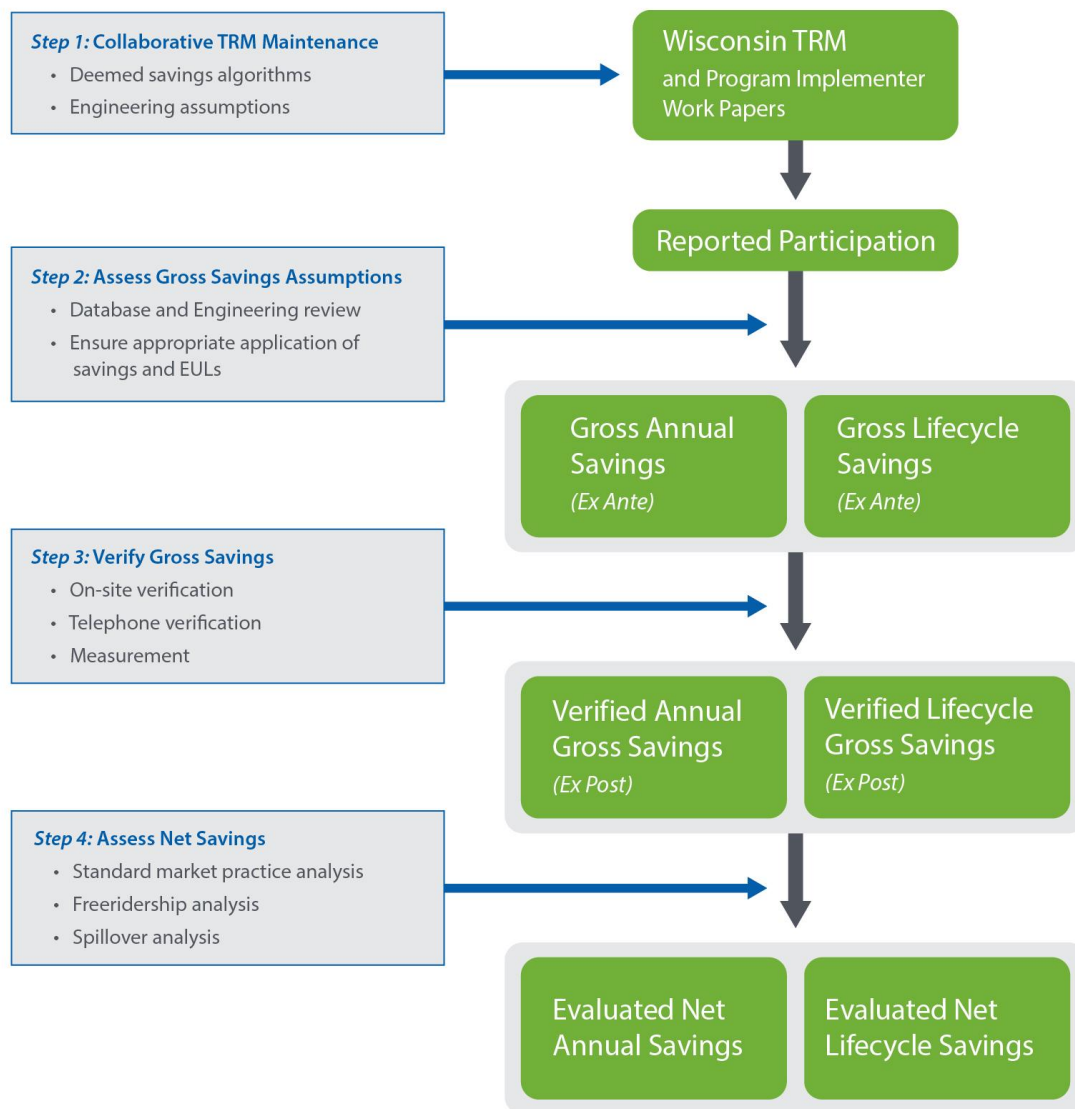 Step 1: Collaborative TRM Maintenance
• Deemed savings algorithms
• Engineering assumptions
Wisconsin TRM
and Program Implementer
Work Papers
Reported Participation
Step 2: Assess Gross Savings Assumptions
• Database and Engineering review
• Ensure appropriate application of
savings and EULs
Gross Annual
Savings
(Ex Ante)
Gross Lifecycle
Savings
(Ex Ante)
Step 3: Verify Gross Savings
• On-site verification
• Telephone verification
• Measurement
Verified Annual
Gross Savings
(Ex Post)
Verified Lifecycle
Gross Savings
(Ex Post)
Step 4: Assess Net Savings
• Standard market practice analysis
• Freeridership analysis
• Spillover analysis
Evaluated Net
Annual Savings
Evaluated Net
Lifecycle Savings